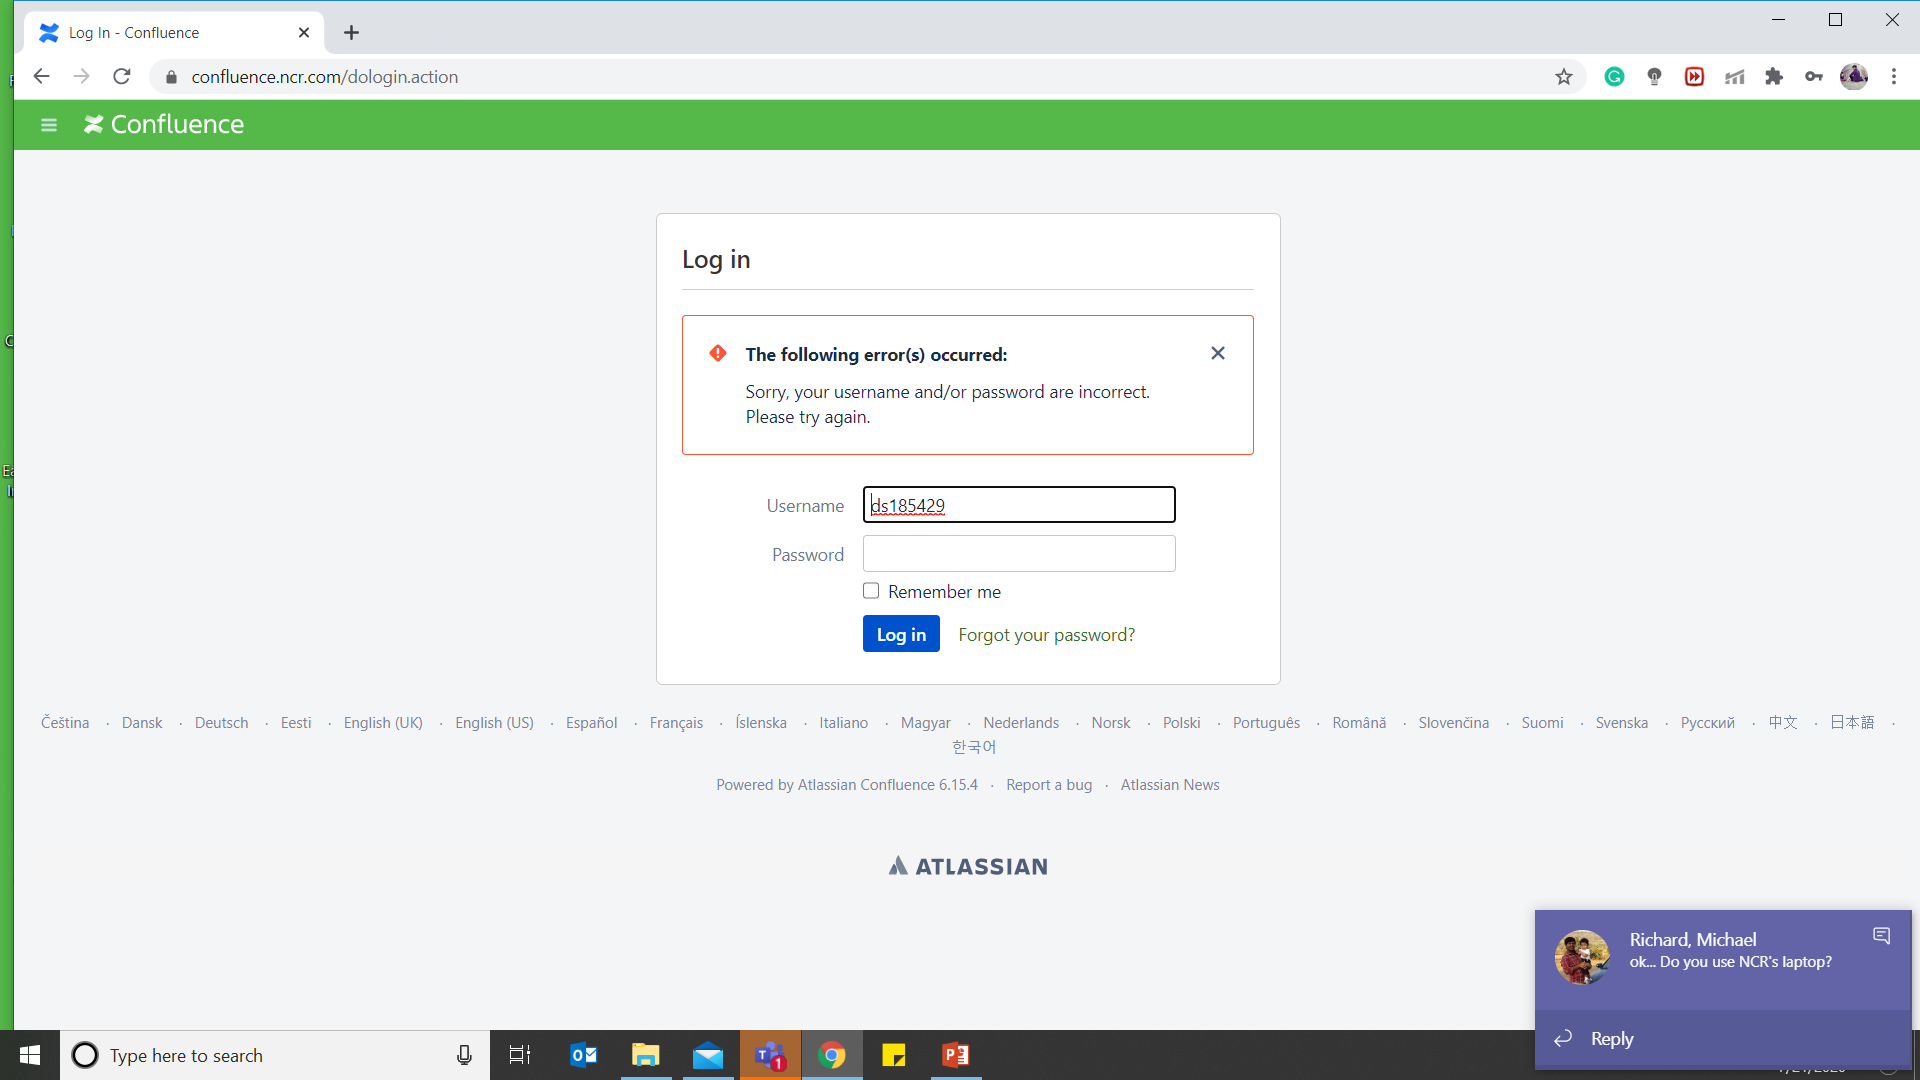 Log In - Confluence
confluence.ncr.com/dologin.action
Confluence
Log in
The following error(s) occurred:
Sorry, your username and/or password are incorrect.
Please try again.
Username ds185429
Password
Remember me
Log in Forgot your password?
Čeština · Dansk · Deutsch · Eesti · English (UK) · English (US) · Español · Français · Íslenska · Italiano · Magyar · Nederlands · Norsk · Polski · Português · Română · Slovenčina · Suomi · Svenska · Русский · 中文 · 日本語 ·
한국어
Powered by Atlassian Confluence 6.15.4 · Report a bug · Atlassian News
ATLASSIAN
Richard, Michael
ok... Do you use NCR's laptop?
Reply
Type here to search
1